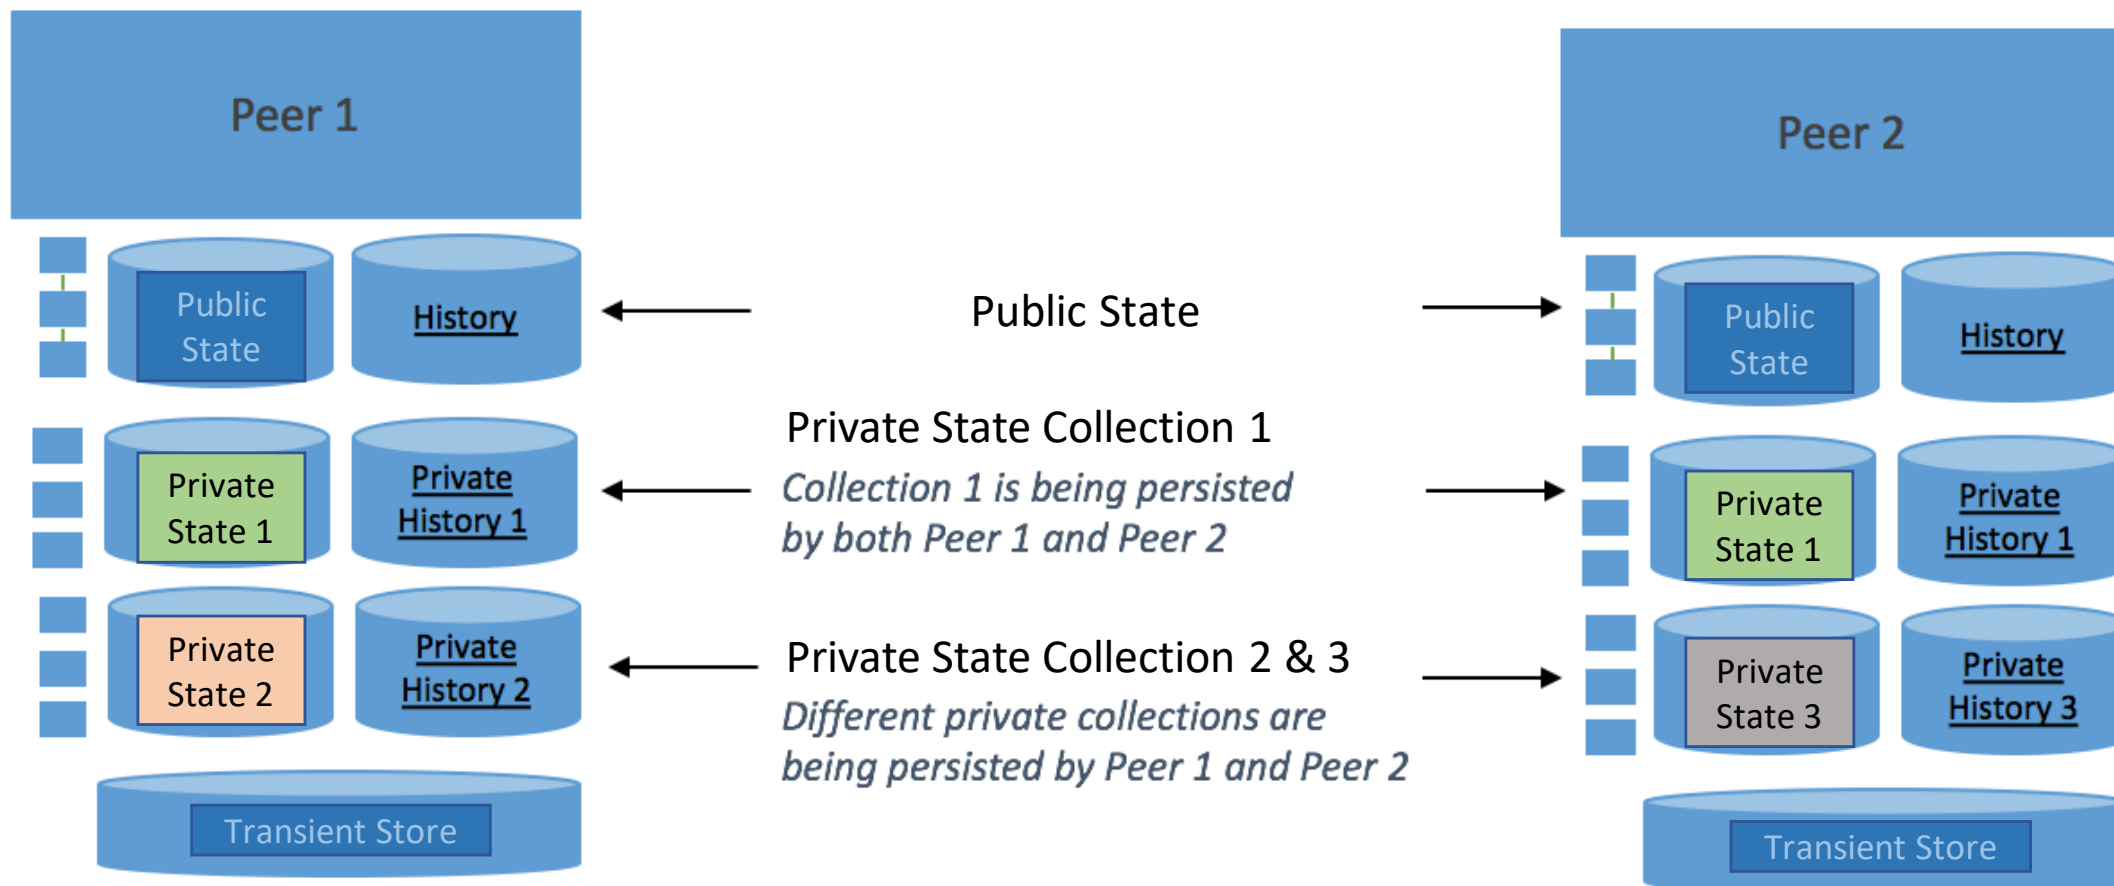 Peer 1
Public
State
History
Private
State 1
Private
History 1
Private
State 2
Private
History 2
Transient Store
Public State
Private State Collection 1
Collection 1 is being persisted
by both Peer 1 and Peer 2
Private State Collection 2 & 3
Different private collections are
being persisted by Peer 1 and Peer 2
Peer 2
Public
State
History
Private
State 1
Private
History 1
Private
State 3
Private
History 3
Transient Store